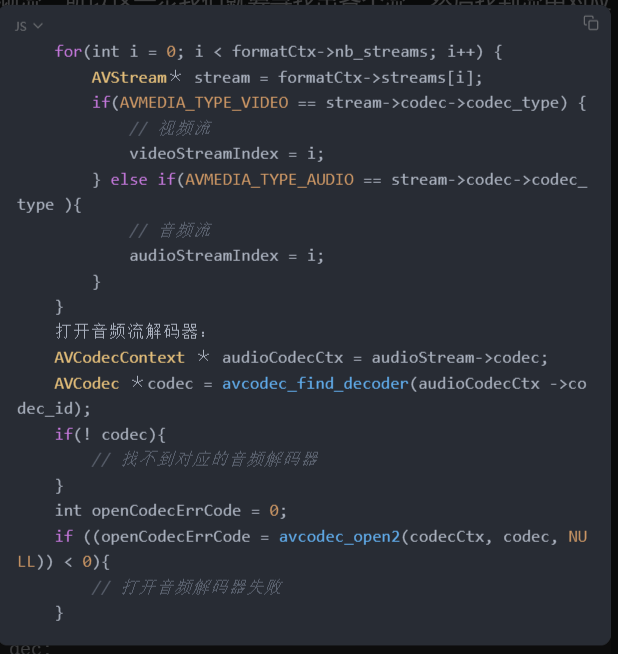 JS
for(int i = 0; i < formatCtx->nb_streams; i++) {
AVStream* stream = formatCtx->streams[i];
if(AVMEDIA_TYPE_VIDEO == stream->codec->codec_type) {
// 视频流
videoStreamIndex = i;
} else if(AVMEDIA_TYPE_AUDIO == stream->codec->codec_
type ){
// 音频流
audioStreamIndex = i;
}
}
打开音频流解码器:
AVCodecContext * audioCodecCtx = audioStream->codec;
AVCodec *codec = avcodec_find_decoder(audioCodecCtx ->co
dec_id);
if(! codec){
// 找不到对应的音频解码器
}
int openCodecErrCode = 0;
if ((openCodecErrCode = avcodec_open2(codecCtx, codec, NU
LL)) < 0){
// 打开音频解码器失败
}
dec: